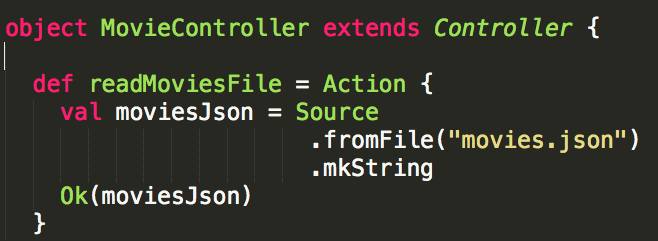 object MovieController extends Controller {
def readMoviesFile = Action {
val moviesJson = Source
.fromFile("movies.json")
.mkString
Ok(moviesJson)
}